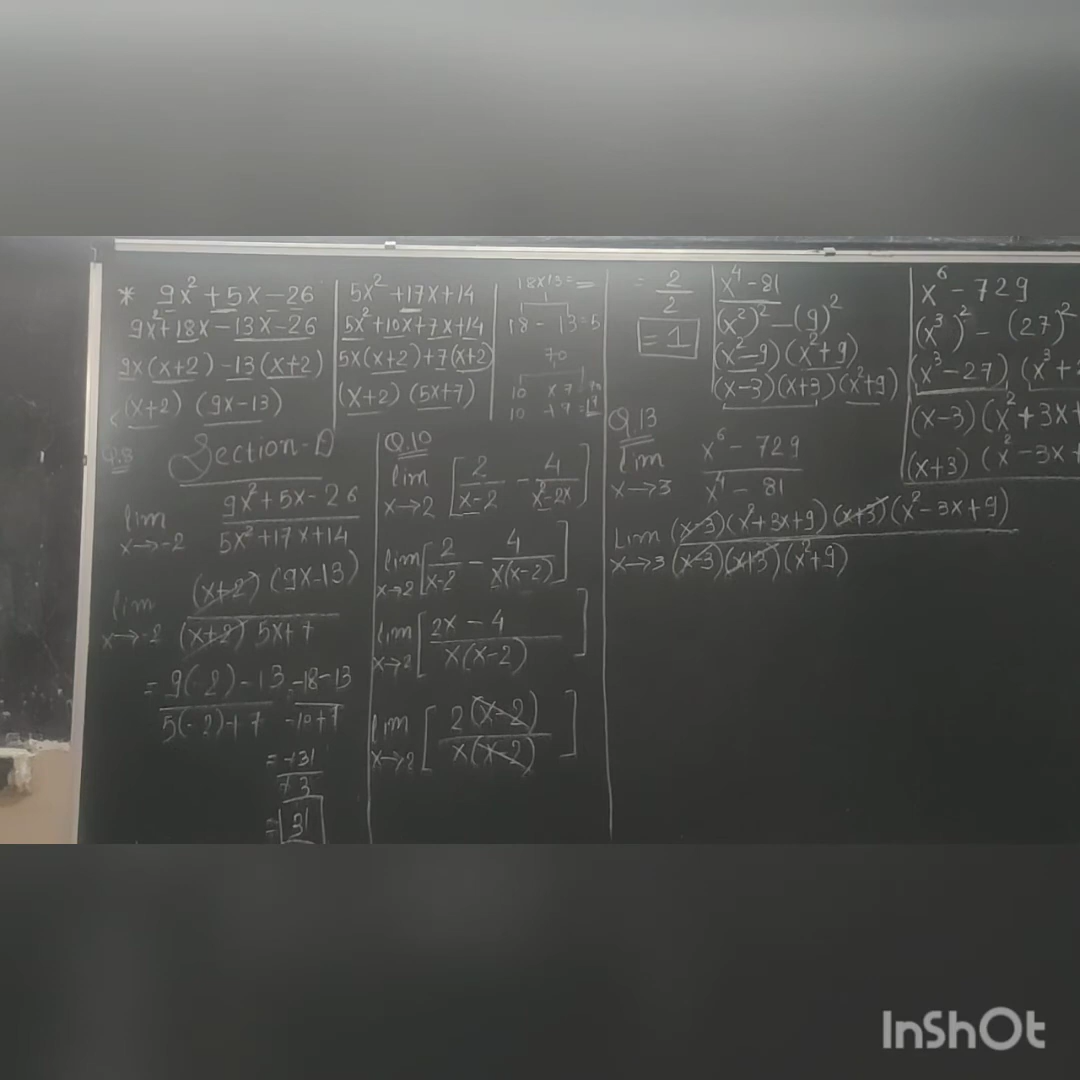 * 9x² + 5x - 26
9x² + 18x - 13x - 26
9x(x+2) - 13(x+2)
(x+2) (9x-13)
5x² + 17x + 14
5x² + 10x + 7x + 14
5x(x+2) + 7(x+2)
(x+2) (5x+7)
18x13=
18 - 13 = 5
70
10 x 7
Section-D
lim x→-2 (9x² + 5x - 26)/(5x² + 17x + 14)
lim x→-2 (x+2)(9x-13)/(x+2) 5x+7
= 9(-2) - 13/5(-2) + 7 = -18-13/-10+7
= -31/-3
= 31
Q.10
lim x→2 [2/x-2 - 4/x²-2x]
lim x→2 [2/x-2 - 4/x(x-2)]
lim x→2 [2x - 4/x(x-2)]
lim x→2 [2(x-2)/x(x-2)]
= 2/2
= 1
x⁴ - 81
(x²)² - (9)²
(x²-9) (x²+9)
(x-3)(x+3)(x²+9)
x⁶ - 729
(x³)² - (27)²
(x³ - 27) (x³ +
(x-3) (x² + 3x +
(x+3) (x² - 3x +
Q.13
lim x→3 x⁶ - 729/x⁴ - 81
Lim x→3 (x-3)(x²+3x+9)(x+3)(x²-3x+9)/(x-3)(x+3)(x²+9)
InShOt